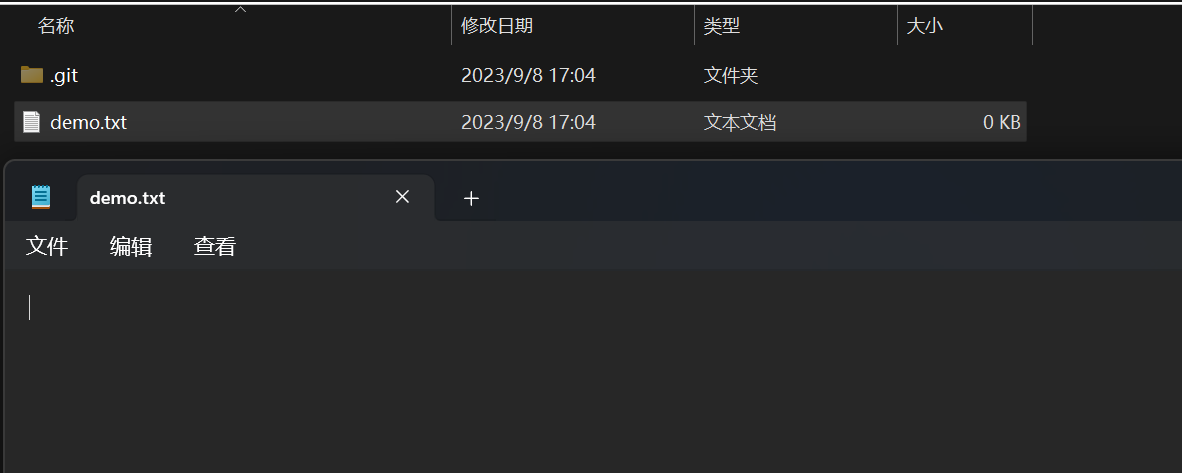 名称 修改日期 类型 大小
.git 2023/9/8 17:04 文件夹
demo.txt 2023/9/8 17:04 文本文档 0 KB
demo.txt
文件 编辑 查看